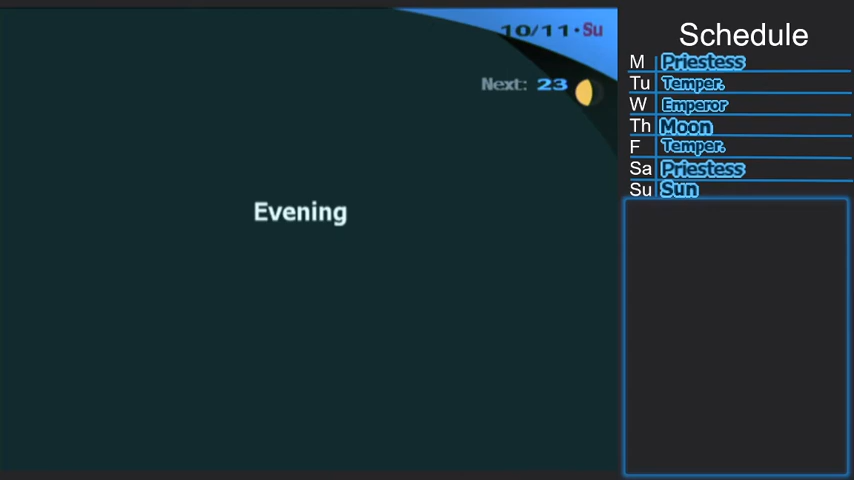 10/11·Su
Next: 23
Evening
Schedule
M Priestess
Tu Temper.
W Emperor
Th Moon
F Temper.
Sa Priestess
Su Sun